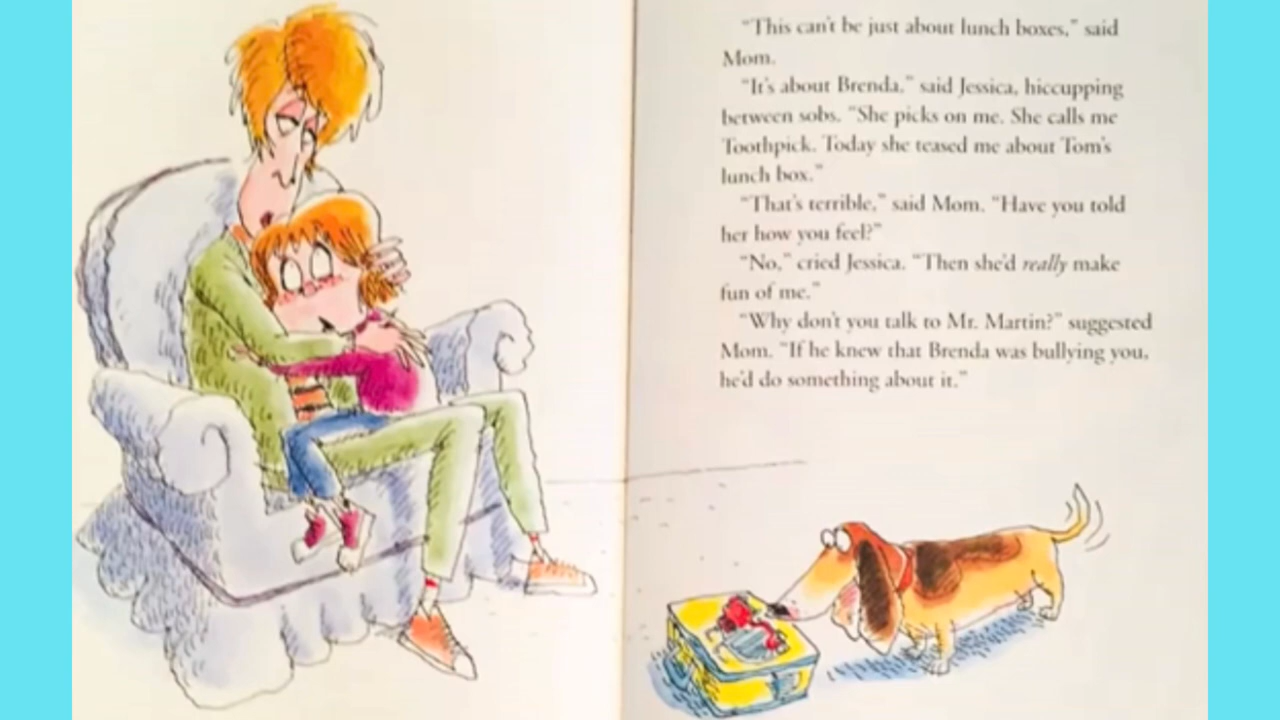 "This can't be just about lunch boxes," said
Mom.
"It's about Brenda," said Jessica, hiccupping
between sobs. "She picks on me. She calls me
Toothpick. Today she teased me about Tom's
lunch box."
"That's terrible," said Mom. "Have you told
her how you feel?"
"No," cried Jessica. "Then she'd really make
fun of me."
"Why don't you talk to Mr. Martin?" suggested
Mom. "If he knew that Brenda was bullying you,
he'd do something about it."